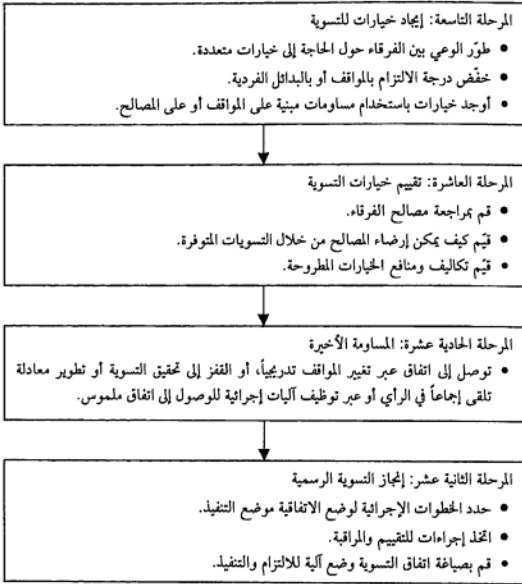 المرحلة التاسعة: إيجاد خيارات للتسوية
● طوّر الوعي بين الفرقاء حول الحاجة إلى خيارات متعددة.
● خفّض درجة الالتزام بالمواقف أو بالبدائل الفردية.
● أوجد خيارات باستخدام مساومات مبنية على المواقف أو على المصالح.
المرحلة العاشرة: تقييم خيارات التسوية
● قم بمراجعة مصالح الفرقاء.
● قيّم كيف يمكن إرضاء المصالح من خلال التسويات المتوفرة.
● قيّم تكاليف ومنافع الخيارات المطروحة.
المرحلة الحادية عشرة: المساومة الأخيرة
● توصل إلى اتفاق عبر تغيير المواقف تدريجياً، أو القفز إلى تحقيق التسوية أو تطوير معادلة
تلقى إجماعاً في الرأي أو عبر توظيف آليات إجرائية للوصول إلى اتفاق ملموس.
المرحلة الثانية عشر: إنجاز التسوية الرسمية
● حدد الخطوات الإجرائية لوضع الاتفاقية موضع التنفيذ.
● اتخذ إجراءات للتقييم والمراقبة.
● قم بصياغة اتفاق التسوية وضع آلية للالتزام والتنفيذ.